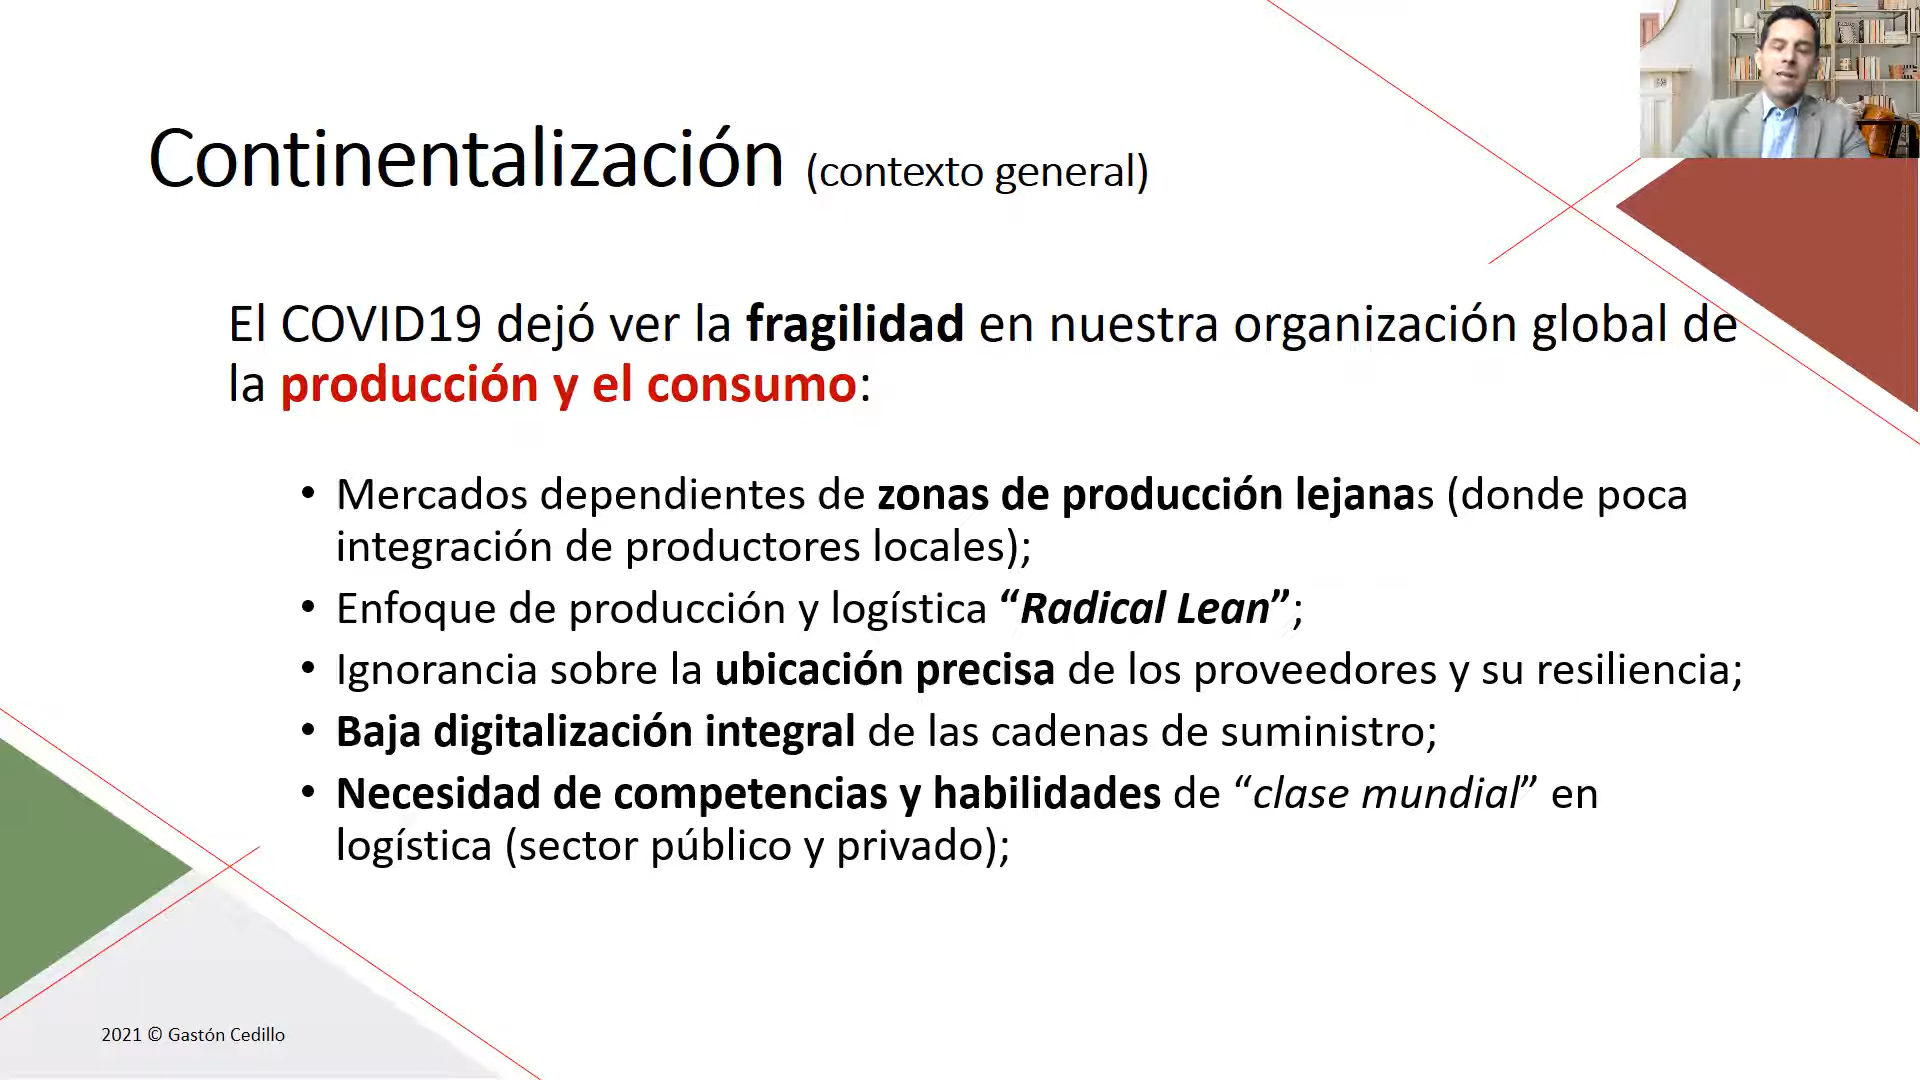 Continentalización (contexto general)
El COVID19 dejó ver la fragilidad en nuestra organización global de
la producción y el consumo:
• Mercados dependientes de zonas de producción lejanas (donde poca
integración de productores locales);
• Enfoque de producción y logística “Radical Lean”;
• Ignorancia sobre la ubicación precisa de los proveedores y su resiliencia;
• Baja digitalización integral de las cadenas de suministro;
• Necesidad de competencias y habilidades de “clase mundial” en
logística (sector público y privado);
2021 © Gastón Cedillo